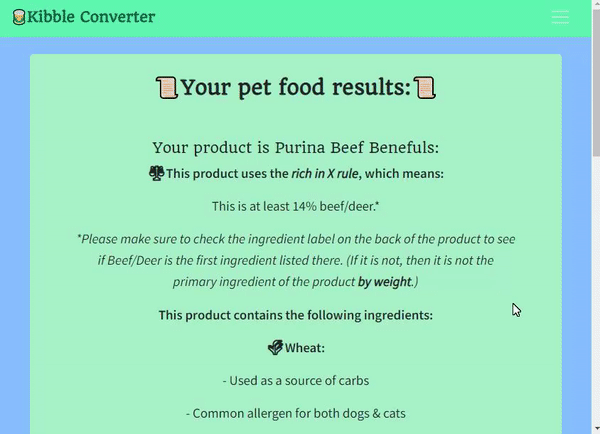 Kibble Converter
Your pet food results:
Your product is Purina Beef Benefuls:
This product uses the rich in X rule, which means:
This is at least 14% beef/deer.*
*Please make sure to check the ingredient label on the back of the product to see
if Beef/Deer is the first ingredient listed there. (If it is not, then it is not the
primary ingredient of the product by weight.)
This product contains the following ingredients:
Wheat:
- Used as a source of carbs
- Common allergen for both dogs & cats